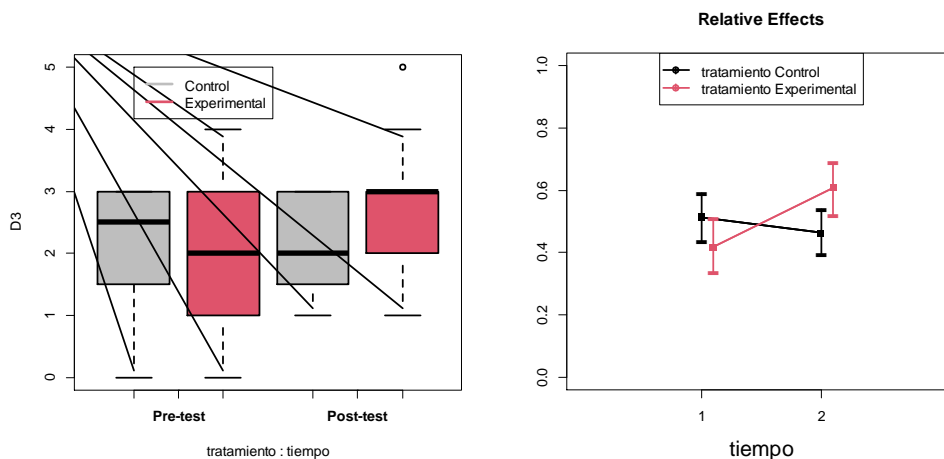 Relative Effects
D3
5
4
3
2
1
0
Control
Experimental
Pre-test
Post-test
tratamiento : tiempo
1.0
0.8
0.6
0.4
0.2
0.0
tratamiento Control
tratamiento Experimental
1
2
tiempo